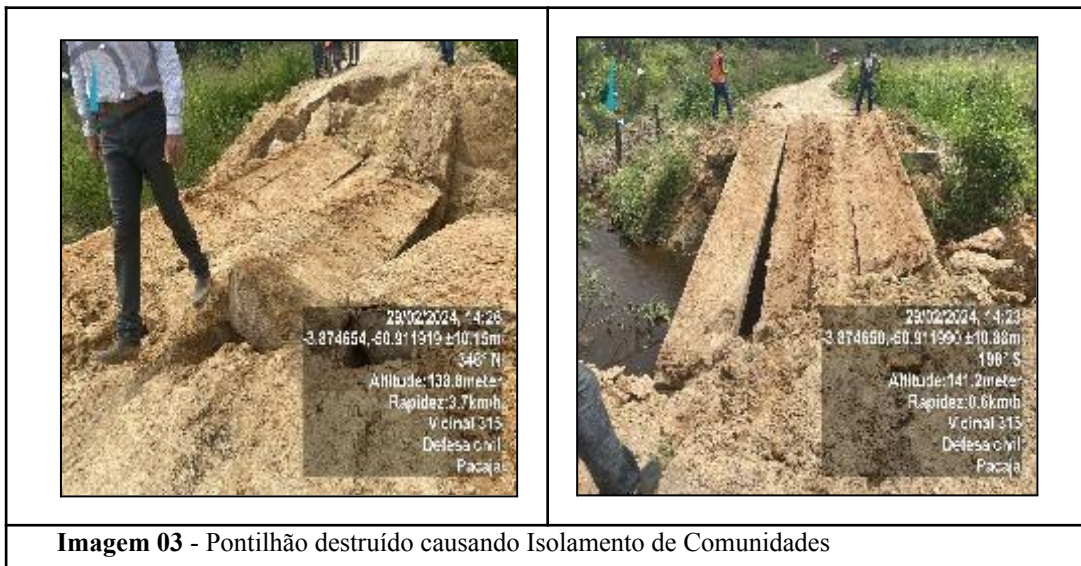 29/02/2024, 14:26
-3.874654,-50.911919 ±10.15m
346° N
Altitude:138.8meter
Rapidez:3.7km/h
Vicinal 315
Defesa civil
Pacajá
29/02/2024, 14:23
-3.874650,-50.911990 ±10.88m
198° S
Altitude:141.2meter
Rapidez:0.6km/h
Vicinal 315
Defesa civil
Pacajá
Imagem 03 - Pontilhão destruído causando Isolamento de Comunidades